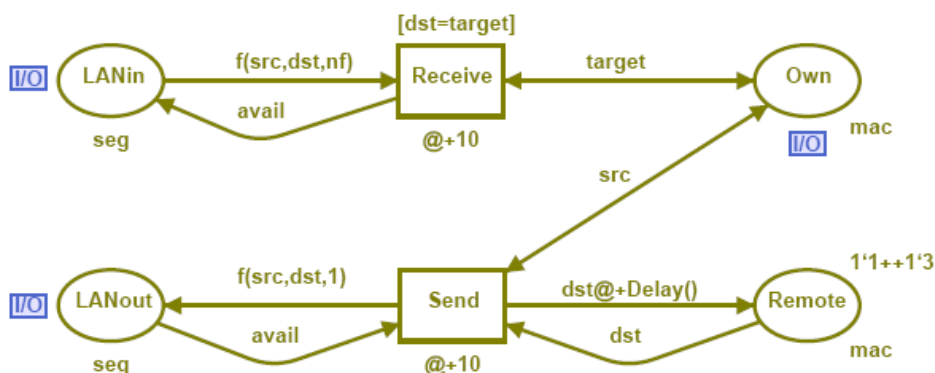 [dst=target]
I/O
LANin
f(src,dst,nf)
Receive
target
Own
avail
seg
@+10
mac
I/O
src
1‘1++1‘3
I/O
LANout
f(src,dst,1)
Send
dst@+Delay()
Remote
avail
dst
seg
@+10
mac